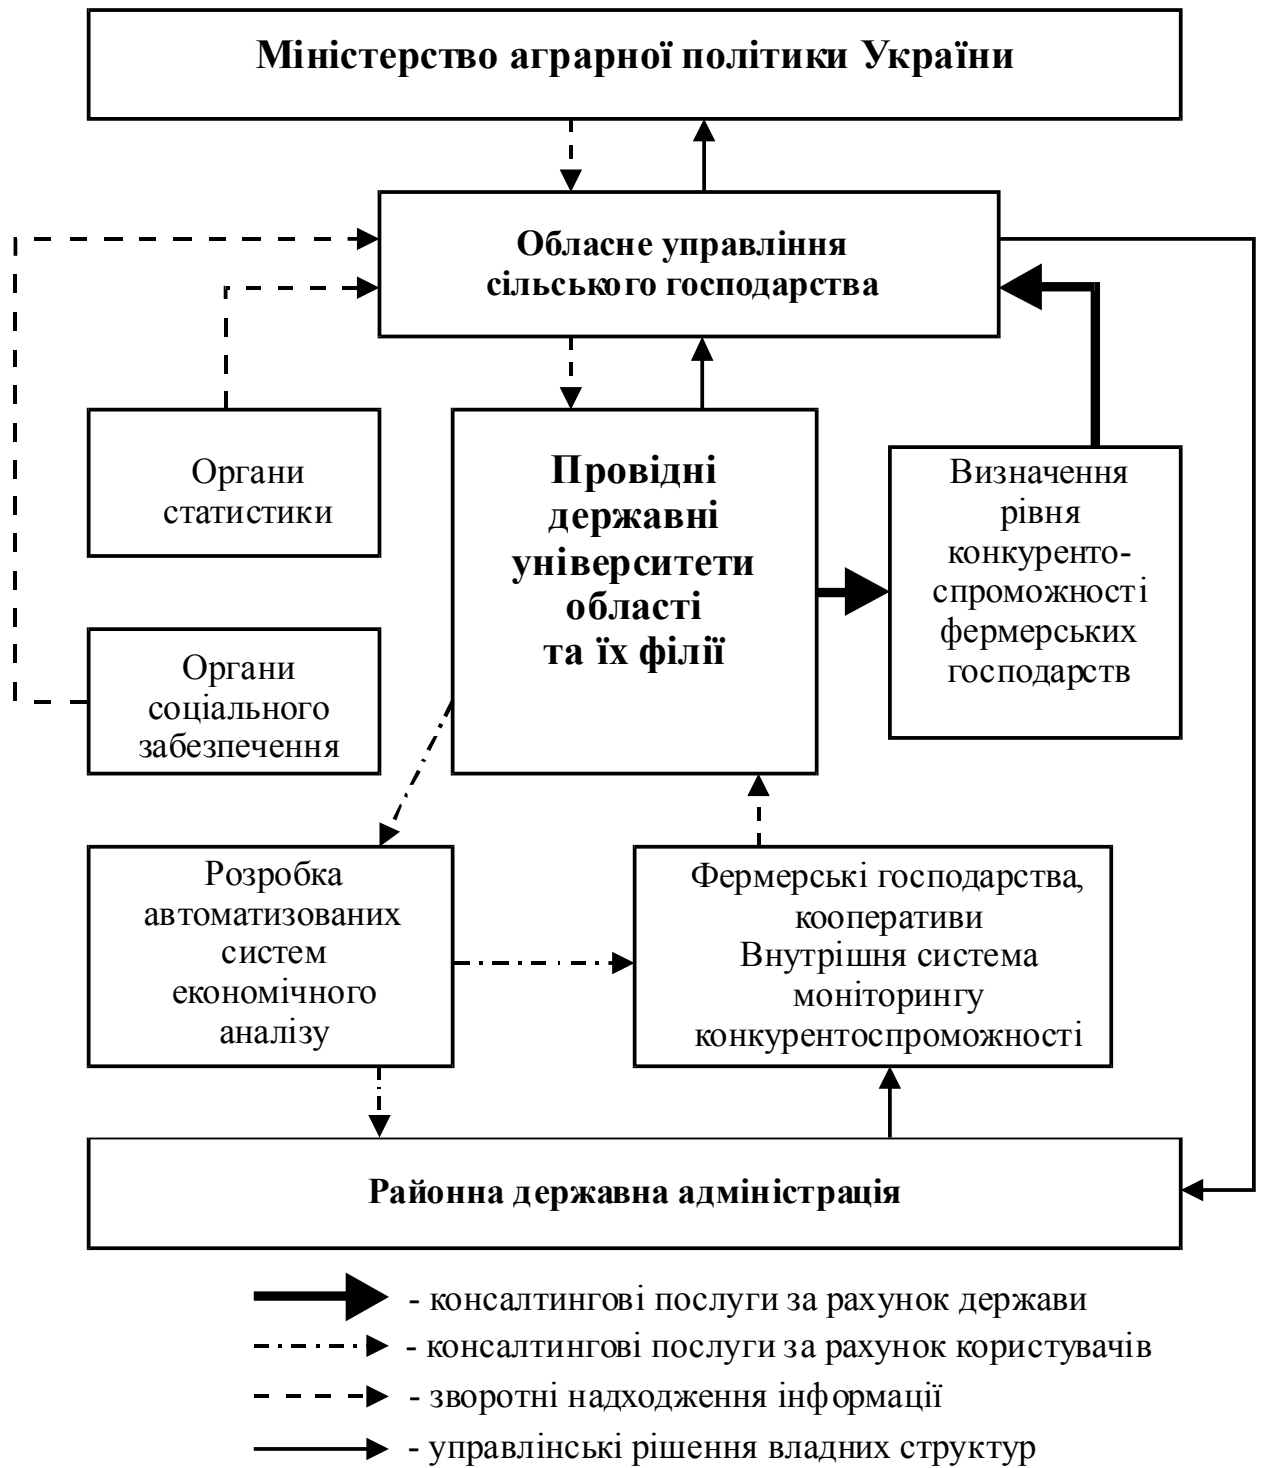 Міністерство аграрної політики України
Обласне управління
сільського господарства
Органи
статистики
Провідні
державні
університети
області
та їх філії
Визначення
рівня
конкуренто-
спроможності
фермерських
господарств
Органи
соціального
забезпечення
Розробка
автоматизованих
систем
економічного
аналізу
Фермерські господарства,
кооперативи
Внутрішня система
моніторингу
конкурентоспроможності
Районна державна адміністрація
- консалтингові послуги за рахунок держави
- консалтингові послуги за рахунок користувачів
- зворотні надходження інформації
- управлінські рішення владних структур